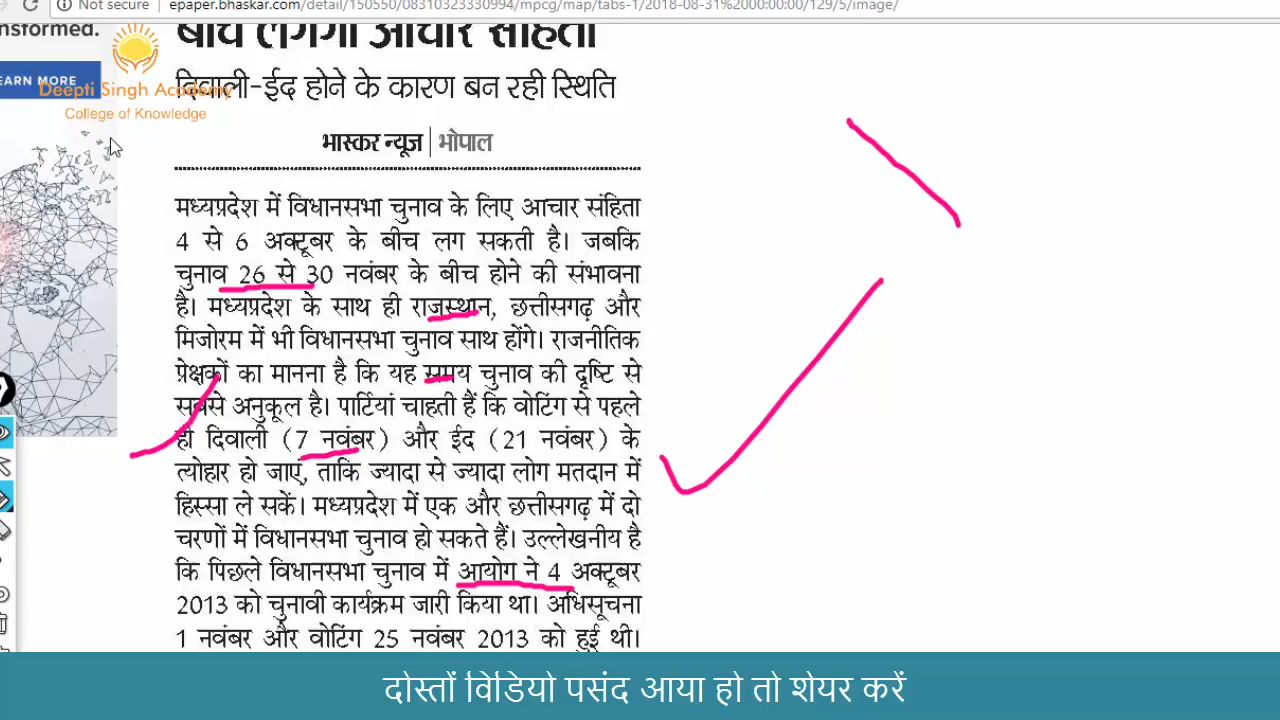 Not secure epaper.bhaskar.com/detail/150550/08310323330994/mpcg/map/tabs-1/2018-08-31%2000:00:00/129/5/image/
nsformed.
EARN MORE
Deepti Singh Academy
College of Knowledge
बीच लगेगी आचार संहिता
दिवाली-ईद होने के कारण बन रही स्थिति
भास्कर न्यूज | भोपाल
मध्यप्रदेश में विधानसभा चुनाव के लिए आचार संहिता
4 से 6 अक्टूबर के बीच लग सकती है। जबकि
चुनाव 26 से 30 नवंबर के बीच होने की संभावना
है। मध्यप्रदेश के साथ ही राजस्थान, छत्तीसगढ़ और
मिजोरम में भी विधानसभा चुनाव साथ होंगे। राजनीतिक
प्रेक्षकों का मानना है कि यह समय चुनाव की दृष्टि से
सबसे अनुकूल है। पार्टियां चाहती हैं कि वोटिंग से पहले
ही दिवाली (7 नवंबर) और ईद (21 नवंबर) के
त्योहार हो जाएं, ताकि ज्यादा से ज्यादा लोग मतदान में
हिस्सा ले सकें। मध्यप्रदेश में एक और छत्तीसगढ़ में दो
चरणों में विधानसभा चुनाव हो सकते हैं। उल्लेखनीय है
कि पिछले विधानसभा चुनाव में आयोग ने 4 अक्टूबर
2013 को चुनावी कार्यक्रम जारी किया था। अधिसूचना
1 नवंबर और वोटिंग 25 नवंबर 2013 को हुई थी।
दोस्तों विडियो पसंद आया हो तो शेयर करें